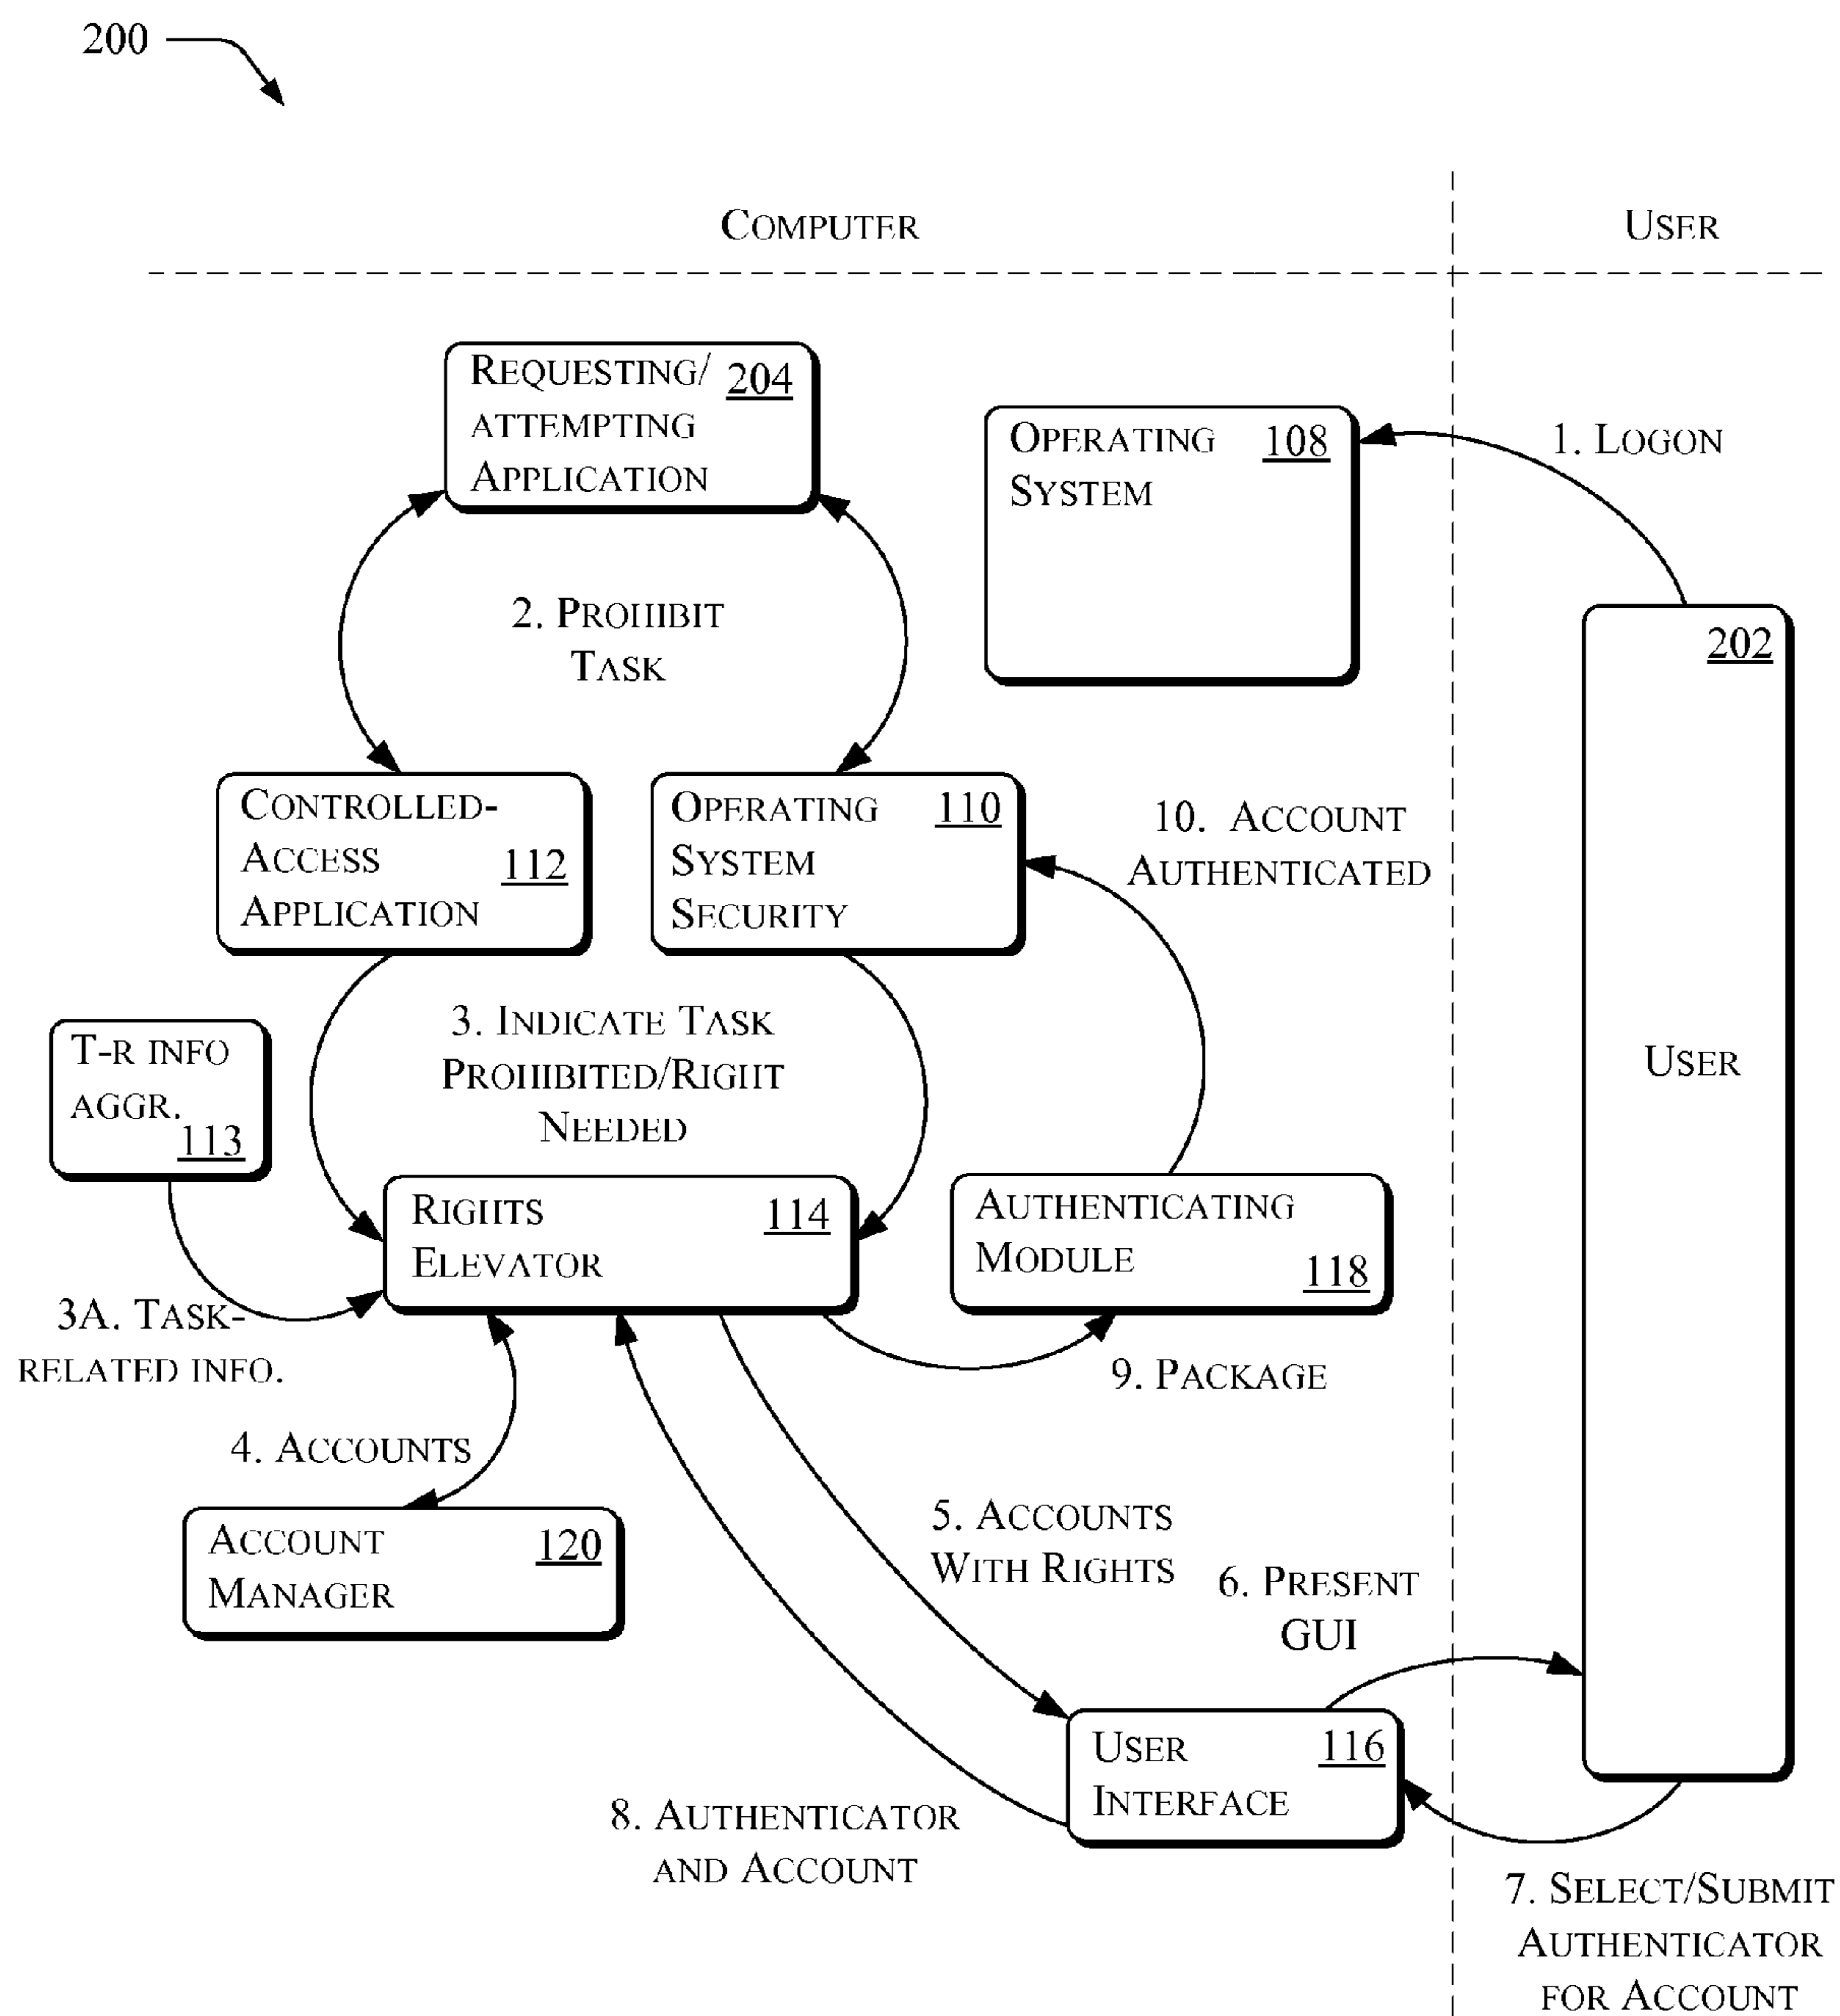 200
COMPUTER
USER
REQUESTING/ 204
ATTEMPTING
APPLICATION
OPERATING 108
SYSTEM
1. LOGON
2. PROHIBIT
TASK
202
USER
CONTROLLED-
ACCESS 112
APPLICATION
OPERATING 110
SYSTEM
SECURITY
10. ACCOUNT
AUTHENTICATED
3. INDICATE TASK
PROHIBITED/RIGHT
NEEDED
T-R INFO
AGGR.
113
RIGHTS 114
ELEVATOR
AUTHENTICATING
MODULE 118
3A. TASK-
RELATED INFO.
9. PACKAGE
4. ACCOUNTS
ACCOUNT 120
MANAGER
5. ACCOUNTS
WITH RIGHTS
6. PRESENT
GUI
USER 116
INTERFACE
8. AUTHENTICATOR
AND ACCOUNT
7. SELECT/SUBMIT
AUTHENTICATOR
FOR ACCOUNT